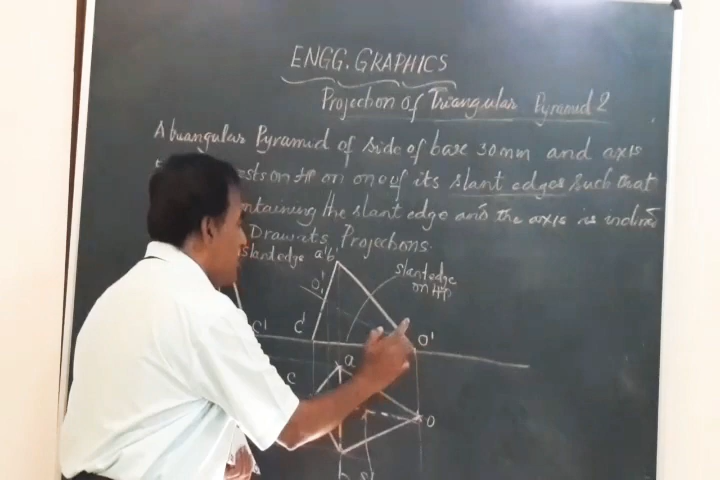 ENGG. GRAPHICS
Projection of Triangular Pyramid 2
A triangular Pyramid of side of base 30mm and axis
ests on HP on one of its slant edges such that
ntaining the slant edge and the axis is inclined
Draw its Projections.
slant edge a'b'
slant edge
on HP
o'
c'
c'
o'
a
c
o
b